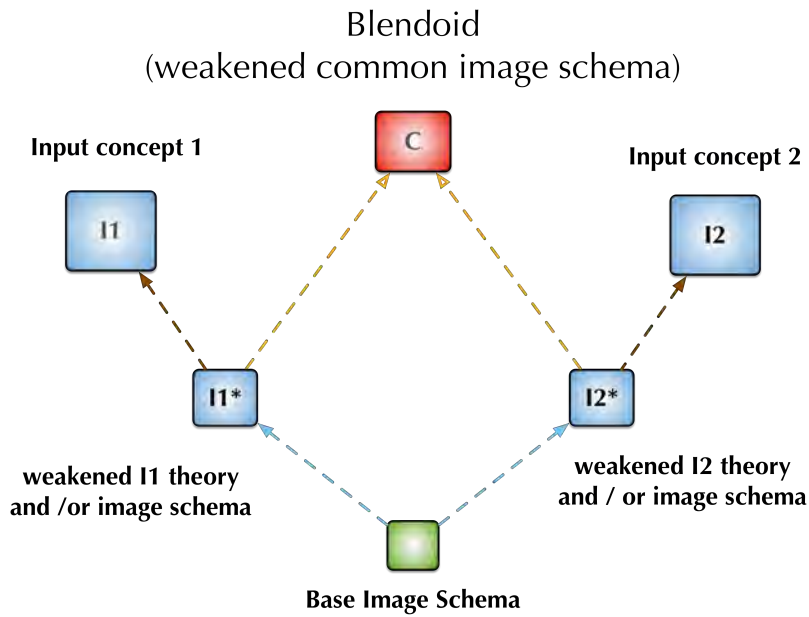 Blendoid
(weakened common image schema)
Input concept 1
C
Input concept 2
I1
I2
I1*
I2*
weakened I1 theory
and /or image schema
weakened I2 theory
and / or image schema
Base Image Schema